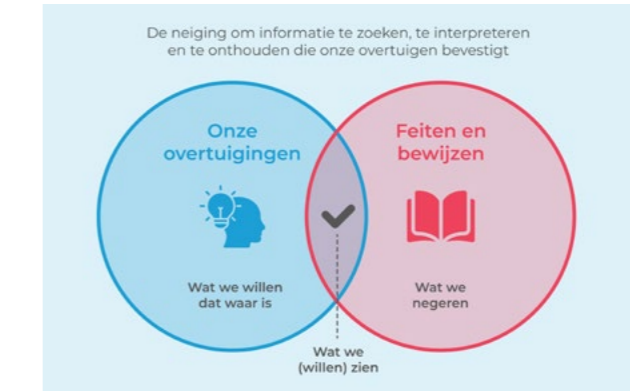 De neiging om informatie te zoeken, te interpreteren
en te onthouden die onze overtuigen bevestigt
Onze
overtuigingen
Feiten en
bewijzen
Wat we willen
dat waar is
Wat we
negeren
Wat we
(willen) zien